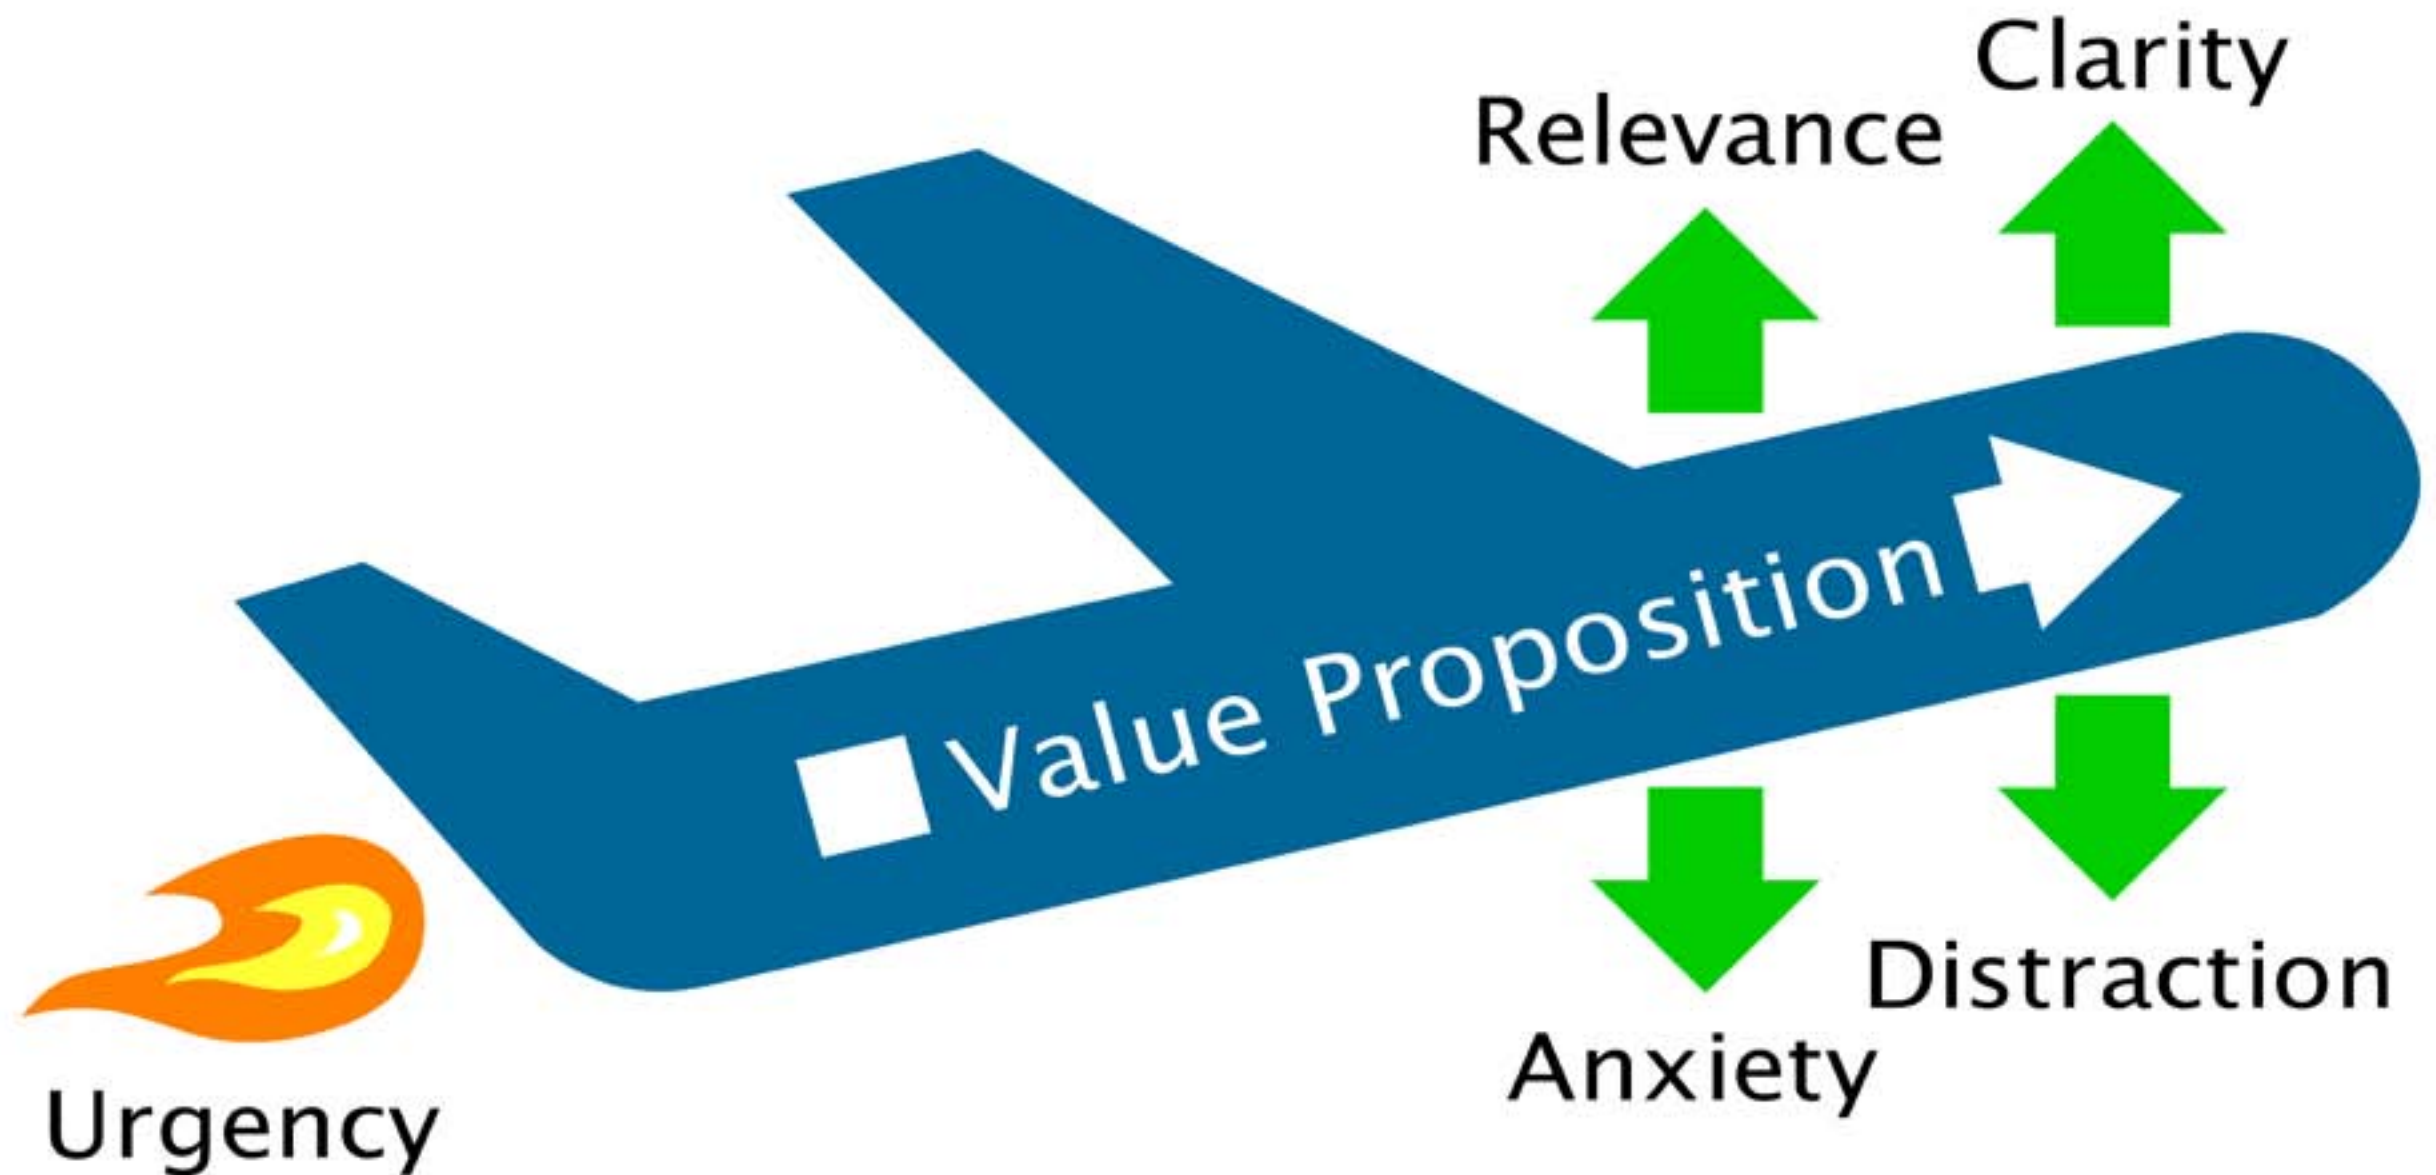 Clarity
Relevance
Value Proposition
Distraction
Anxiety
Urgency